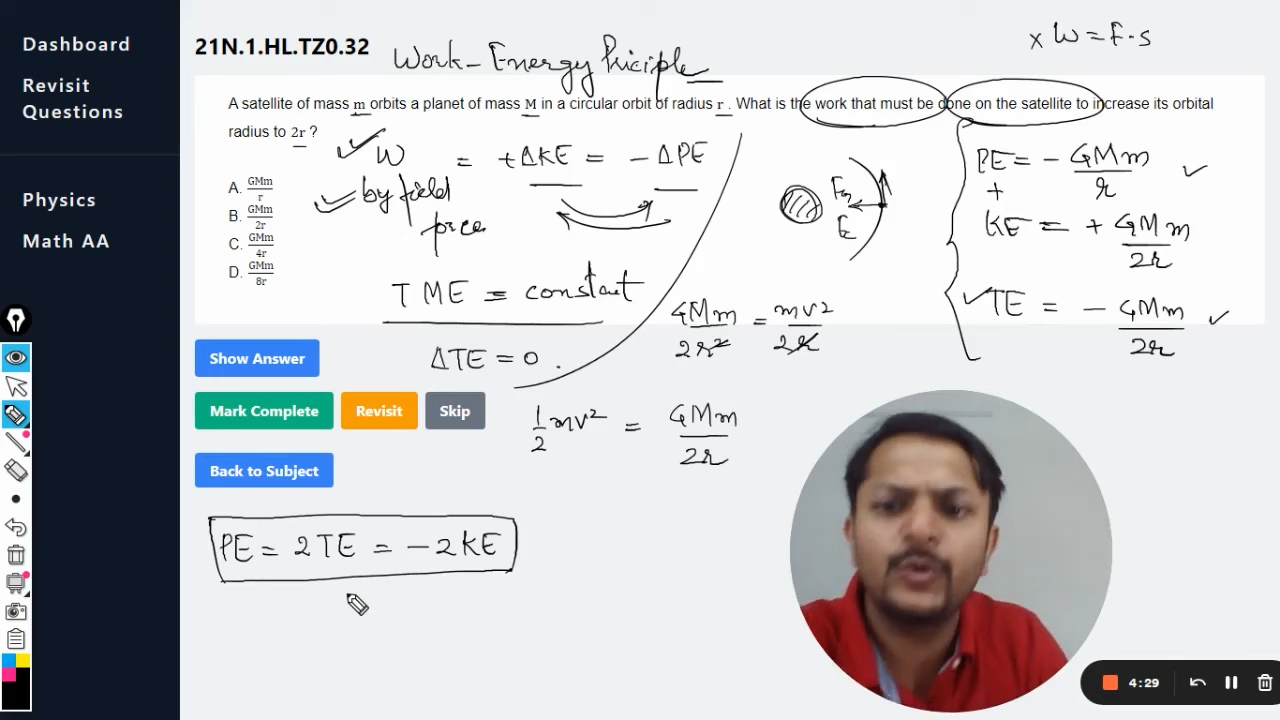 Dashboard
Revisit
Questions
Physics
Math AA
21N.1.HL.TZ0.32
Work-Energy Priciple
x W = F·s
A satellite of mass m orbits a planet of mass M in a circular orbit of radius r . What is the work that must be done on the satellite to increase its orbital
radius to 2r ?
A. GMm/r
B. GMm/2r
C. GMm/4r
D. GMm/8r
W = +ΔKE = -ΔPE
by field
force
TME = constant
ΔTE = 0 .
PE = - GMm/r
+
KE = + GMm/2r
TE = - GMm/2r
GMm/2r² = mv²/2r
1/2 mv² = GMm/2r
Show Answer
Mark Complete
Revisit
Skip
Back to Subject
PE = 2TE = -2KE
4:29